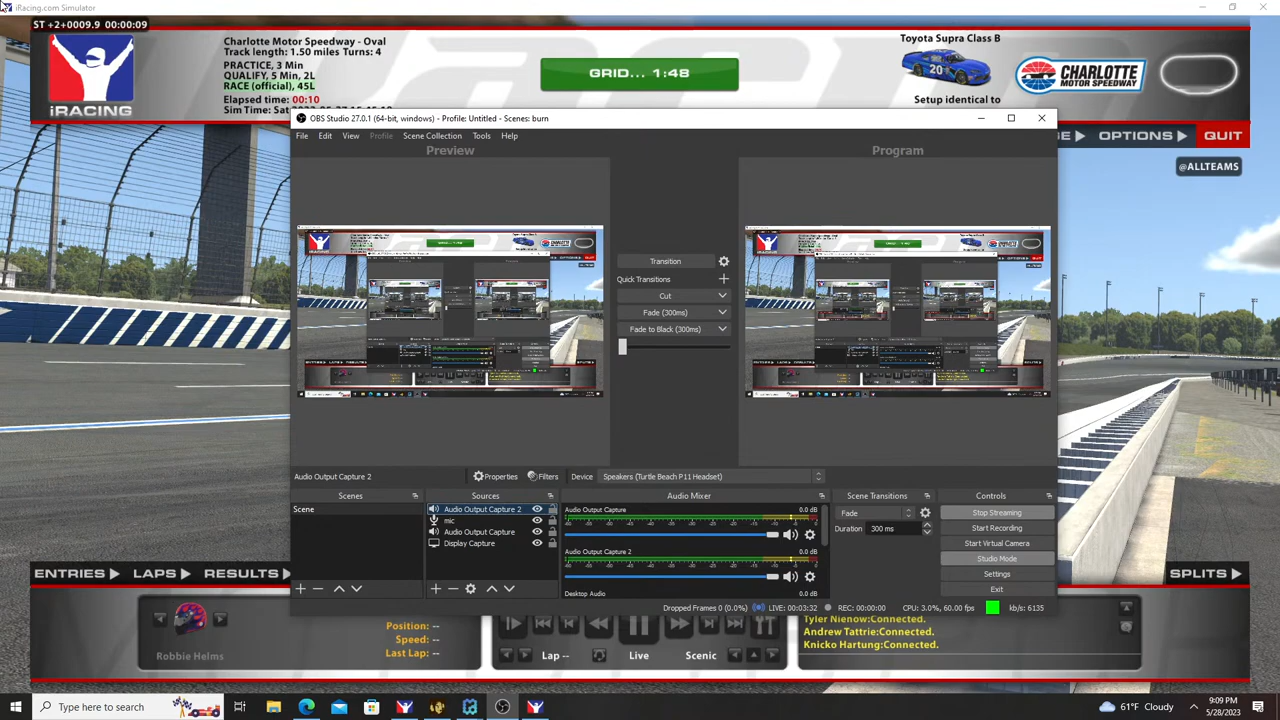 iRacing.com Simulator
ST +2+0009.9 00:00:09
iRACING
Charlotte Motor Speedway - Oval
Track length: 1.50 miles Turns: 4
PRACTICE, 3 Min
QUALIFY, 5 Min, 2L
RACE (official), 45L
Elapsed time: 00:10
GRID... 1:48
Toyota Supra Class B
20
Setup identical to
CHARLOTTE
MOTOR SPEEDWAY
OPTIONS
QUIT
@ALLTEAMS
OBS Studio 27.0.1 (64-bit, windows) - Profile: Untitled - Scenes: burn
File Edit View Profile Scene Collection Tools Help
Preview
Program
Transition
Quick Transitions
Cut
Fade (300ms)
Fade to Black (300ms)
Audio Output Capture 2
Properties
Filters
Device
Speakers (Turtle Beach P11 Headset)
Scenes
Scene
Sources
Audio Output Capture 2
mic
Audio Output Capture
Display Capture
Audio Mixer
Audio Output Capture 0.0 dB
Audio Output Capture 2 0.0 dB
Desktop Audio 0.0 dB
Scene Transitions
Fade
Duration 300 ms
Controls
Stop Streaming
Start Recording
Start Virtual Camera
Studio Mode
Settings
Exit
Dropped Frames 0 (0.0%) LIVE: 00:03:32 REC: 00:00:00 CPU: 3.0%, 60.00 fps kb/s: 6135
ENTRIES LAPS RESULTS
SPLITS
Robbie Helms
Position: --
Speed: --
Last Lap: --
Lap --
Live
Scenic
Tyler Nienow:Connected.
Andrew Tattrie:Connected.
Knicko Hartung:Connected.
Type here to search
61°F Cloudy
9:09 PM
5/28/2023